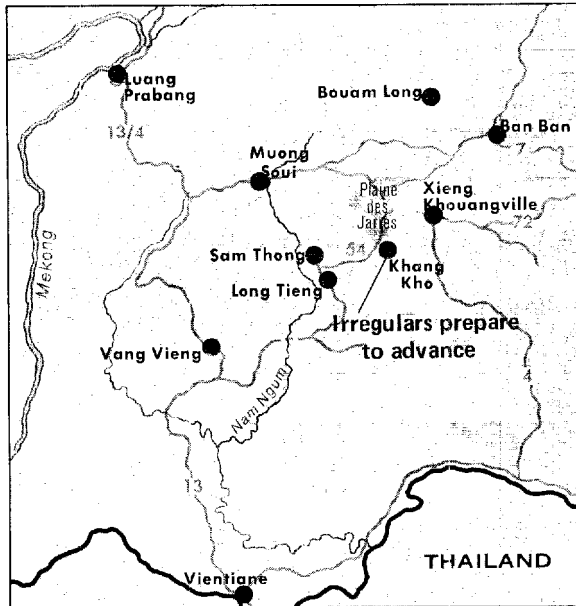 Luang
Prabang
Bouam Long
Ban Ban
13/4
7
Muong
Soui
Plaine
des
Jarres
Xieng
Khouangville
72
Sam Thong
54
Khang
Kho
Long Tieng
Mekong
Irregulars prepare
to advance
Vang Vieng
4
Nam Ngum
13
THAILAND
Vientiane